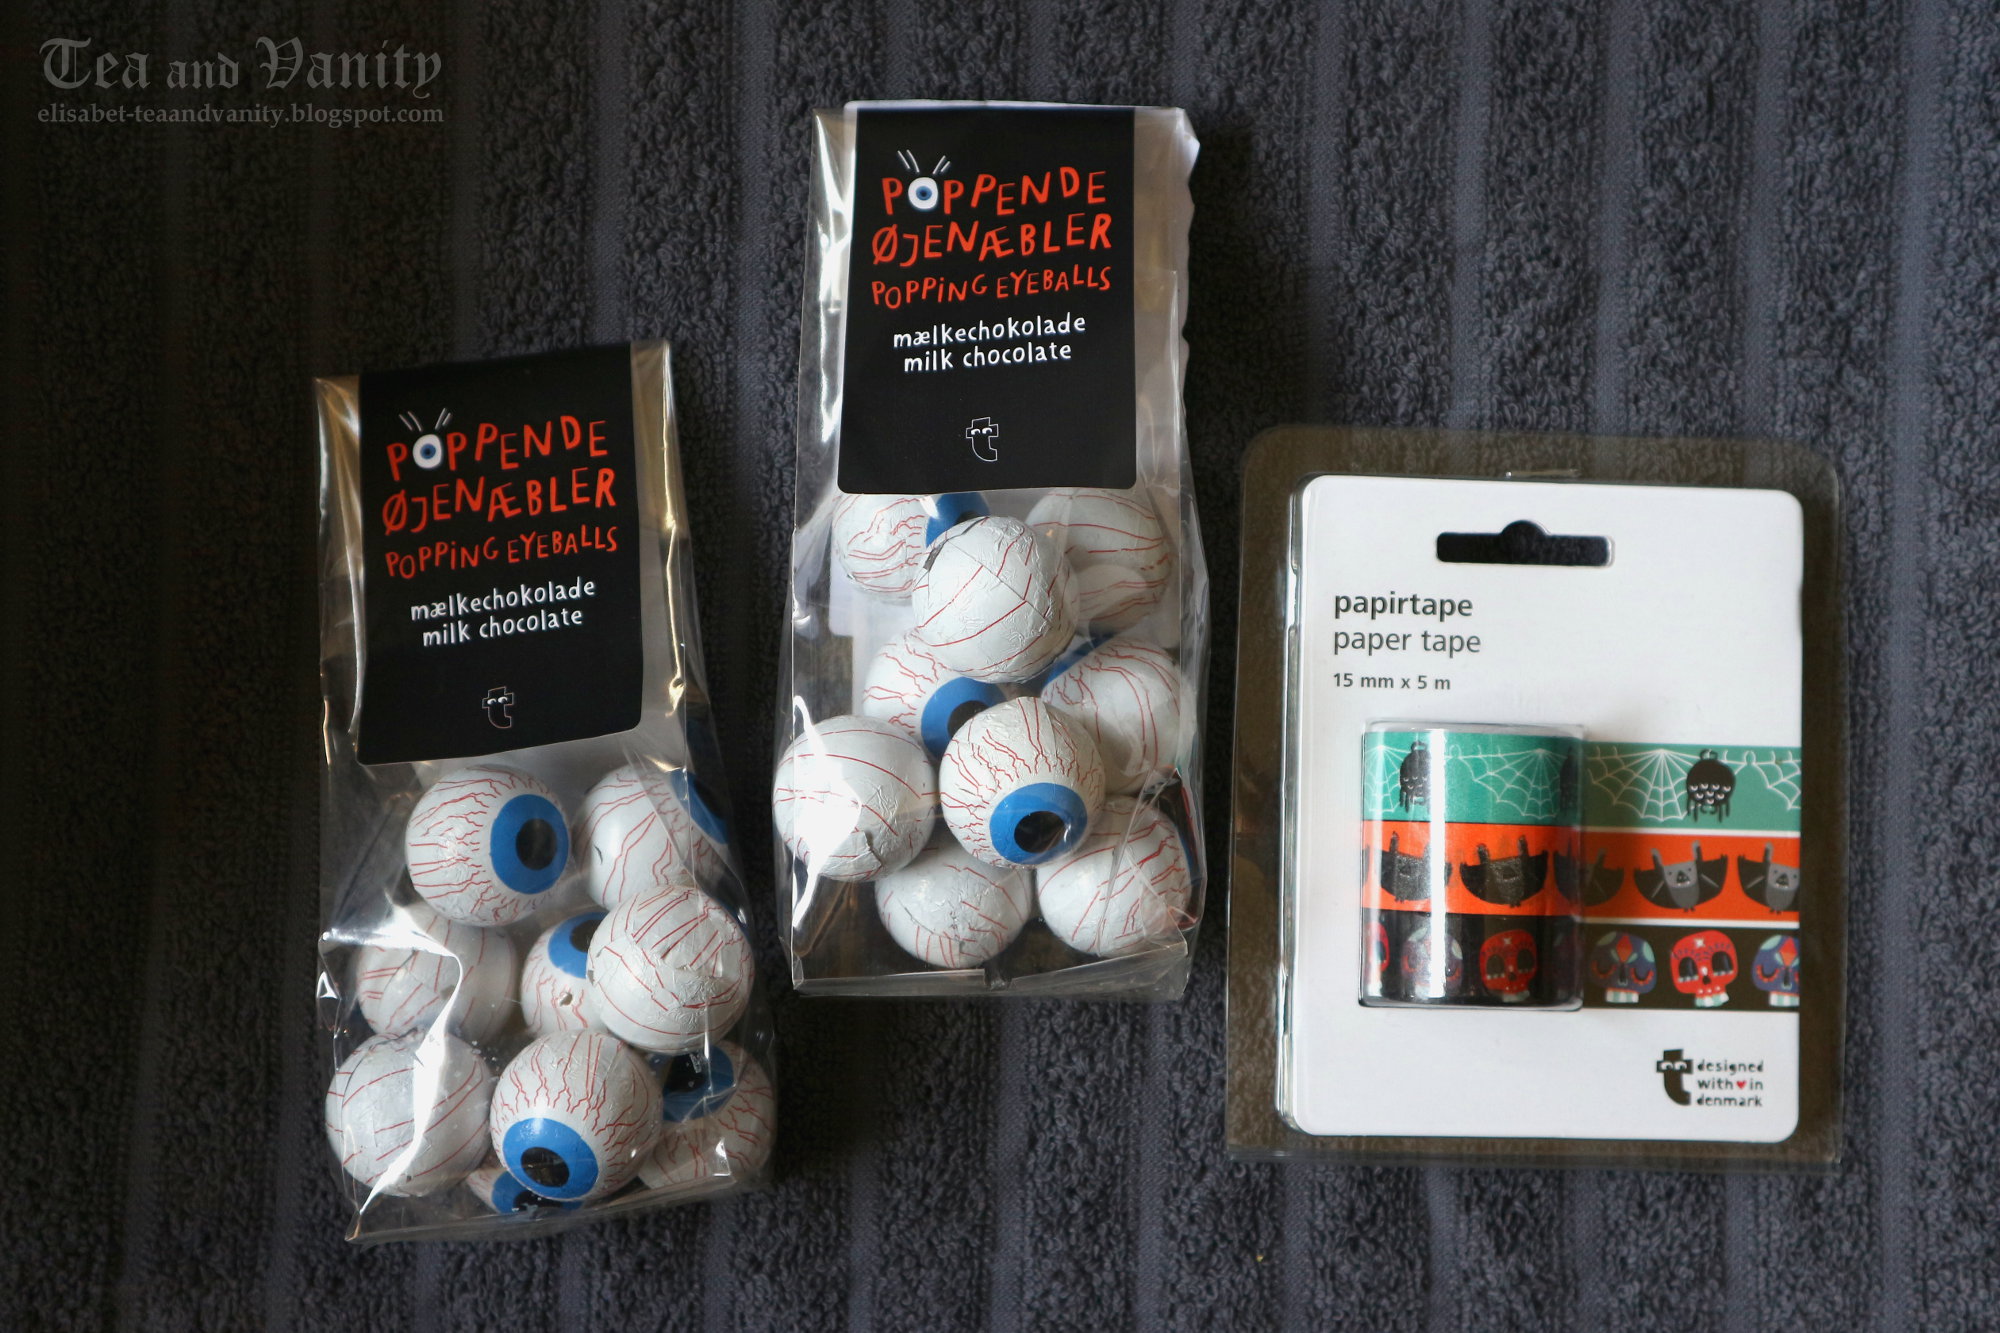 Tea and Vanity
elisabet-teaandvanity.blogspot.com
POPPENDE
ØJENÆBLER
POPPiNG EYEBALLS
mælkechokolade
milk chocolate
t
POPPENDE
ØJENÆBLER
POPPiNG EYEBALLS
mælkechokolade
milk chocolate
t
papirtape
paper tape
15 mm x 5 m
t
designed
with♥in
denmark